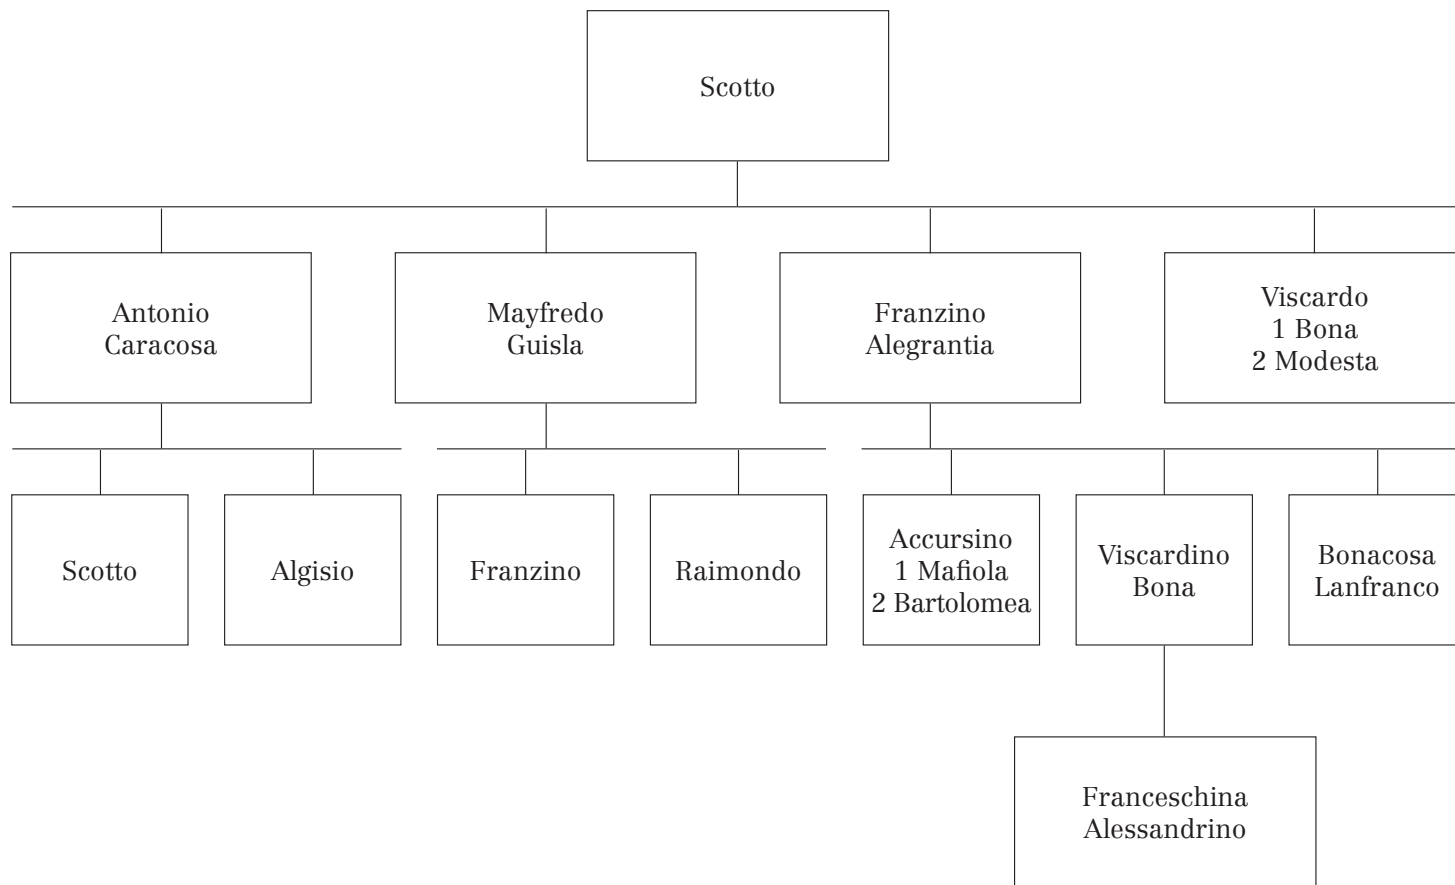 Scotto
Antonio
Caracosa
Mayfredo
Guisla
Franzino
Alegrantia
Viscardo
1 Bona
2 Modesta
Scotto
Algisio
Franzino
Raimondo
Accursino
1 Mafiola
2 Bartolomea
Viscardino
Bona
Bonacosa
Lanfranco
Franceschina
Alessandrino